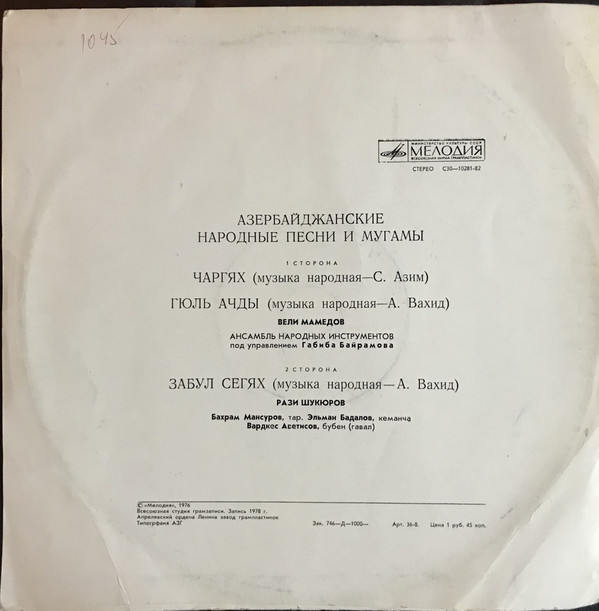 1045
МИНИСТЕРСТВО КУЛЬТУРЫ СССР
МЕЛОДИЯ
ВСЕСОЮЗНАЯ ФИРМА ГРАМПЛАСТИНОК
СТЕРЕО С30—10281-82
АЗЕРБАЙДЖАНСКИЕ
НАРОДНЫЕ ПЕСНИ И МУГАМЫ
1 СТОРОНА
ЧАРГЯХ (музыка народная—С. Азим)
ГЮЛЬ АЧДЫ (музыка народная—А. Вахид)
ВЕЛИ МАМЕДОВ
АНСАМБЛЬ НАРОДНЫХ ИНСТРУМЕНТОВ
под управлением Габиба Байрамова
2 СТОРОНА
ЗАБУЛ СЕГЯХ (музыка народная—А. Вахид)
РАЗИ ШУКЮРОВ
Бахрам Мансуров, тар. Эльман Бадалов, кеманча
Вардкес Аветисов, бубен (гавал)
© «Мелодия», 1976
Всесоюзная студия грамзаписи. Запись 1978 г.
Апрелевский ордена Ленина завод грампластинок
Типография АЗГ Зак. 746—Д—1000— Арт. 36-8. Цена 1 руб. 45 коп.